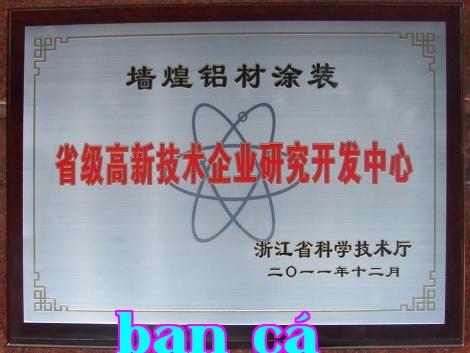 墙煌铝材涂装
省级高新技术企业研究开发中心
浙江省科学技术厅
二〇一一年十二月
ban cá